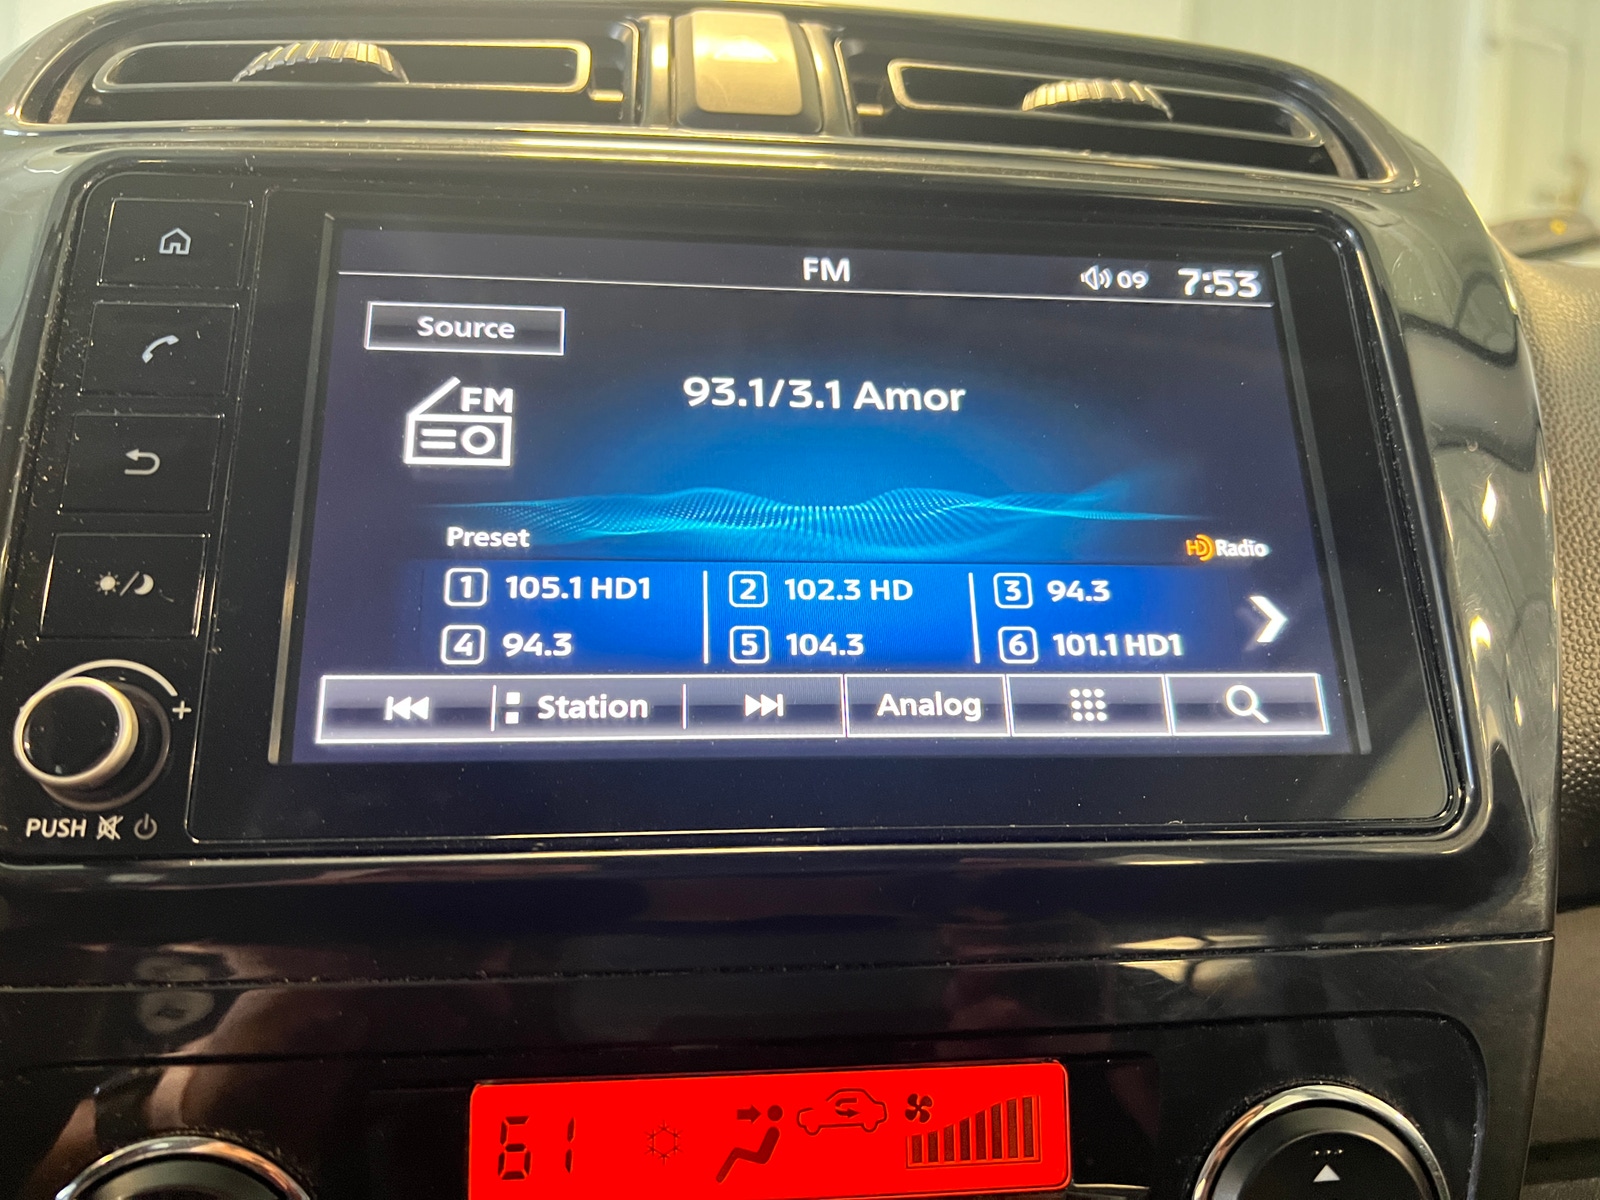 FM
09 7:53
Source
FM
93.1/3.1 Amor
Preset
HD Radio
1 105.1 HD1 2 102.3 HD 3 94.3
4 94.3 5 104.3 6 101.1 HD1
Station Analog
+
PUSH
61